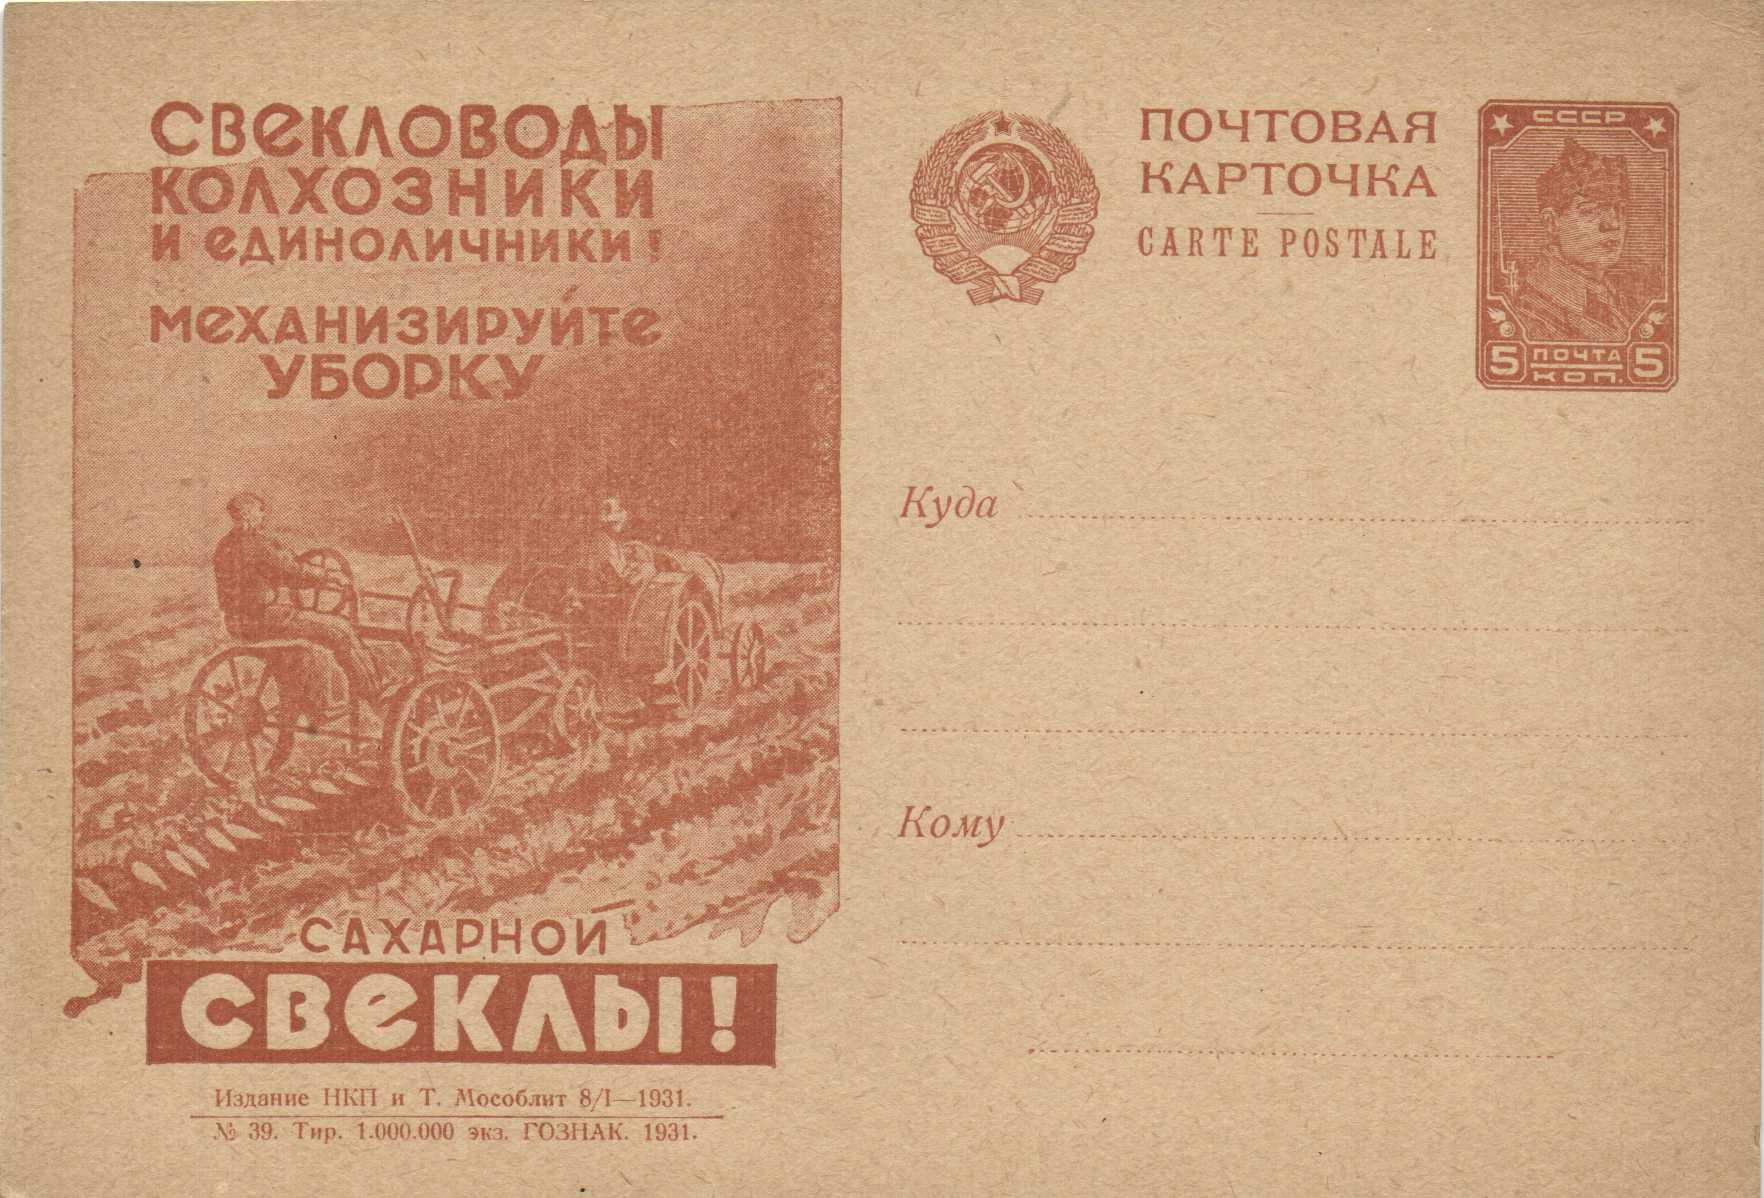 СВЕКЛОВОДЫ
КОЛХОЗНИКИ
И ЕДИНОЛИЧНИКИ!
МЕХАНИЗИРУЙТЕ
УБОРКУ
САХАРНОЙ
СВЕКЛЫ!
Издание НКП и Т. Мособлит 8/I—1931.
№ 39. Тир. 1.000.000 экз. ГОЗНАК. 1931.
ПОЧТОВАЯ
КАРТОЧКА
CARTE POSTALE
СССР
5 ПОЧТА 5
КОП.
Куда
Кому